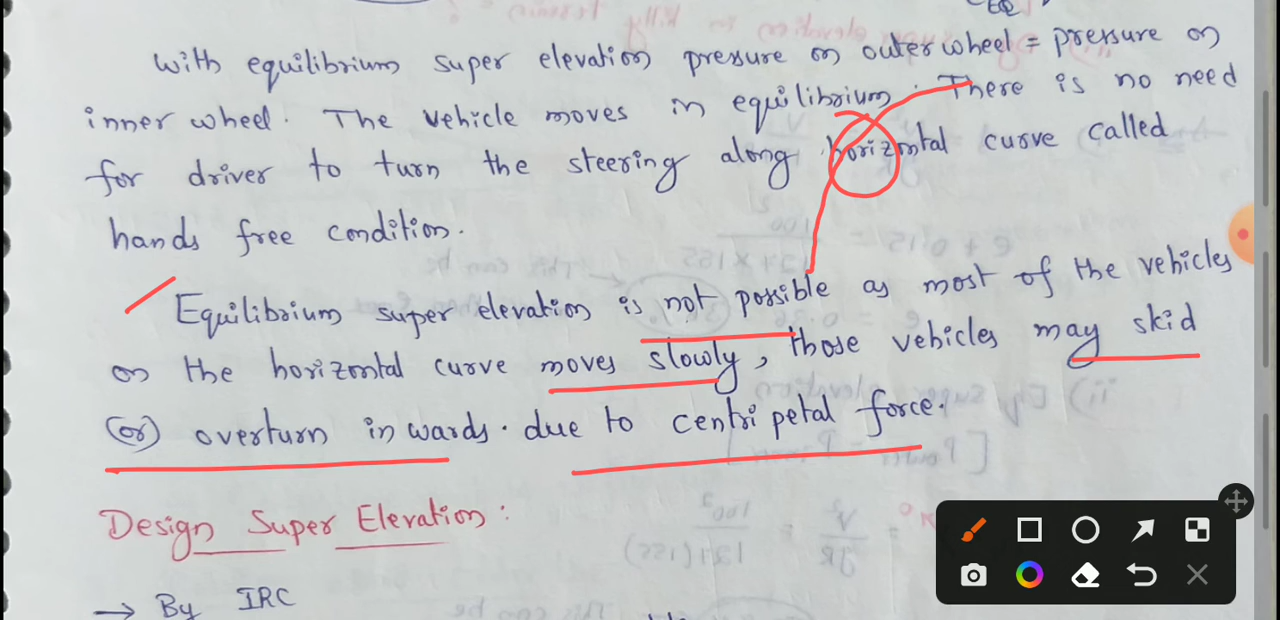 EQ
With equilibrium super elevation pressure on outer wheel = pressure on
inner wheel. The vehicle moves in equilibrium. There is no need
for driver to turn the steering along horizontal curve called
hands free condition.
Equilibrium super elevation is not possible as most of the vehicles
on the horizontal curve moves slowly, those vehicles may skid
(or) overturn inwards. due to centripetal force.
Design Super Elevation:
→ By IRC